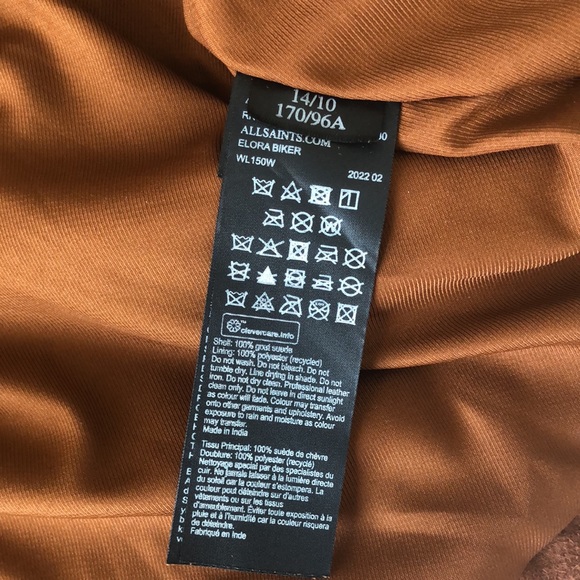 14/10
170/96A
ALLSAINTS.COM
ELORA BIKER
WL150W 2022 02
clevercare.info
Shell: 100% goat suede
Lining: 100% polyester (recycled)
Do not wash. Do not bleach. Do not
tumble dry. Line drying in shade. Do not
iron. Do not dry clean. Professional leather
clean only. Do not leave in direct sunlight
as colour will fade. Colour may transfer
onto other garments and upholstery. Avoid
exposure to rain and moisture as colour
may transfer.
Made in India
Tissu Principal: 100% suède de chèvre
Doublure: 100% polyester (recyclé)
Nettoyage spécial par des spécialistes du
cuir. Ne jamais laisser à la lumière directe
du soleil car la couleur s'estompera. La
couleur peut déteindre sur d'autres
vêtements ou sur les tissus
d'ameublement. Éviter toute exposition à la
pluie et à l'humidité car la couleur risquera
de déteindre.
Fabriqué en Inde